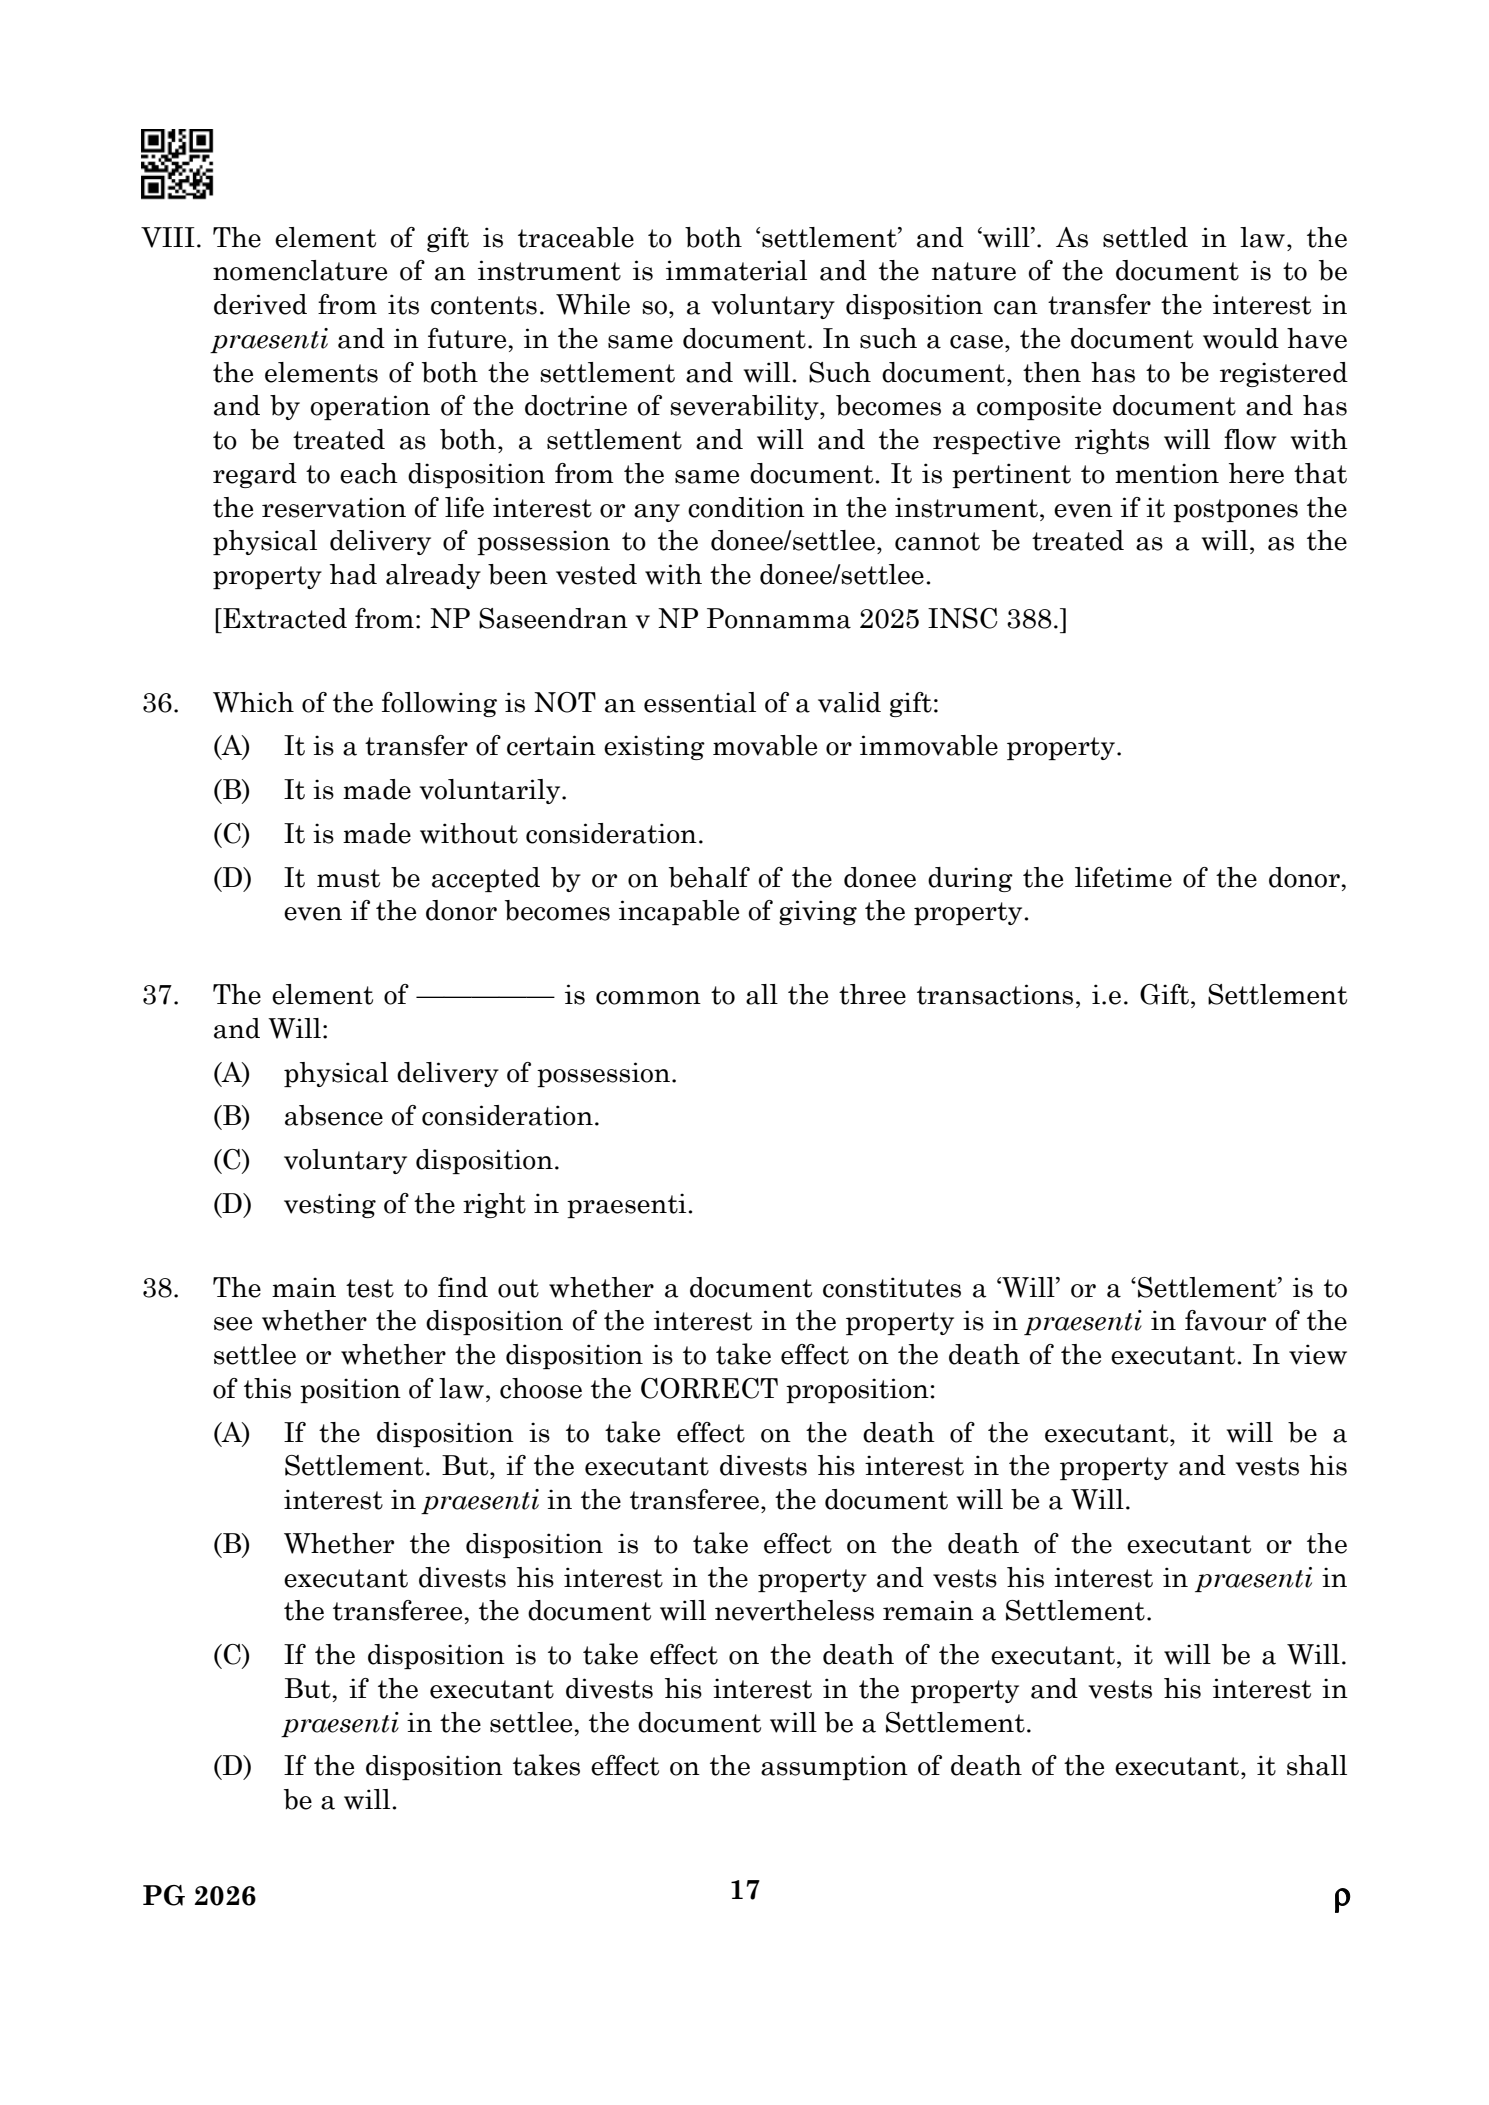 VIII. The element of gift is traceable to both ‘settlement’ and ‘will’. As settled in law, the
nomenclature of an instrument is immaterial and the nature of the document is to be
derived from its contents. While so, a voluntary disposition can transfer the interest in
praesenti and in future, in the same document. In such a case, the document would have
the elements of both the settlement and will. Such document, then has to be registered
and by operation of the doctrine of severability, becomes a composite document and has
to be treated as both, a settlement and will and the respective rights will flow with
regard to each disposition from the same document. It is pertinent to mention here that
the reservation of life interest or any condition in the instrument, even if it postpones the
physical delivery of possession to the donee/settlee, cannot be treated as a will, as the
property had already been vested with the donee/settlee.
[Extracted from: NP Saseendran v NP Ponnamma 2025 INSC 388.]
36. Which of the following is NOT an essential of a valid gift:
(A) It is a transfer of certain existing movable or immovable property.
(B) It is made voluntarily.
(C) It is made without consideration.
(D) It must be accepted by or on behalf of the donee during the lifetime of the donor,
even if the donor becomes incapable of giving the property.
37. The element of ————— is common to all the three transactions, i.e. Gift, Settlement
and Will:
(A) physical delivery of possession.
(B) absence of consideration.
(C) voluntary disposition.
(D) vesting of the right in praesenti.
38. The main test to find out whether a document constitutes a ‘Will’ or a ‘Settlement’ is to
see whether the disposition of the interest in the property is in praesenti in favour of the
settlee or whether the disposition is to take effect on the death of the executant. In view
of this position of law, choose the CORRECT proposition:
(A) If the disposition is to take effect on the death of the executant, it will be a
Settlement. But, if the executant divests his interest in the property and vests his
interest in praesenti in the transferee, the document will be a Will.
(B) Whether the disposition is to take effect on the death of the executant or the
executant divests his interest in the property and vests his interest in praesenti in
the transferee, the document will nevertheless remain a Settlement.
(C) If the disposition is to take effect on the death of the executant, it will be a Will.
But, if the executant divests his interest in the property and vests his interest in
praesenti in the settlee, the document will be a Settlement.
(D) If the disposition takes effect on the assumption of death of the executant, it shall
be a will.
PG 2026 17 ρ